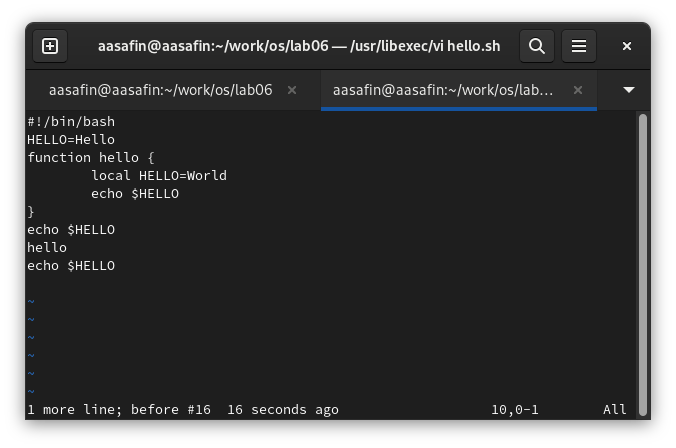 aasafin@aasafin:~/work/os/lab06 — /usr/libexec/vi hello.sh
aasafin@aasafin:~/work/os/lab06
aasafin@aasafin:~/work/os/lab...
#!/bin/bash
HELLO=Hello
function hello {
        local HELLO=World
        echo $HELLO
}
echo $HELLO
hello
echo $HELLO

~
~
~
~
~
~
1 more line; before #16  16 seconds ago                   10,0-1        All